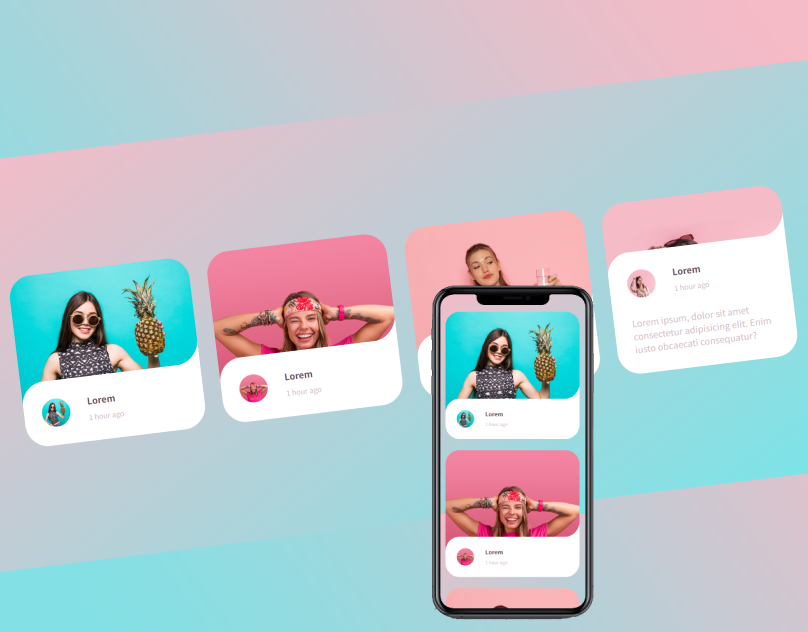 Lorem
1 hour ago
Lorem
1 hour ago
Lorem
1 hour ago
Lorem ipsum, dolor sit amet
consectetur adipisicing elit. Enim
iusto obcaecati consequatur?
Lorem
1 hour ago
Lorem
1 hour ago